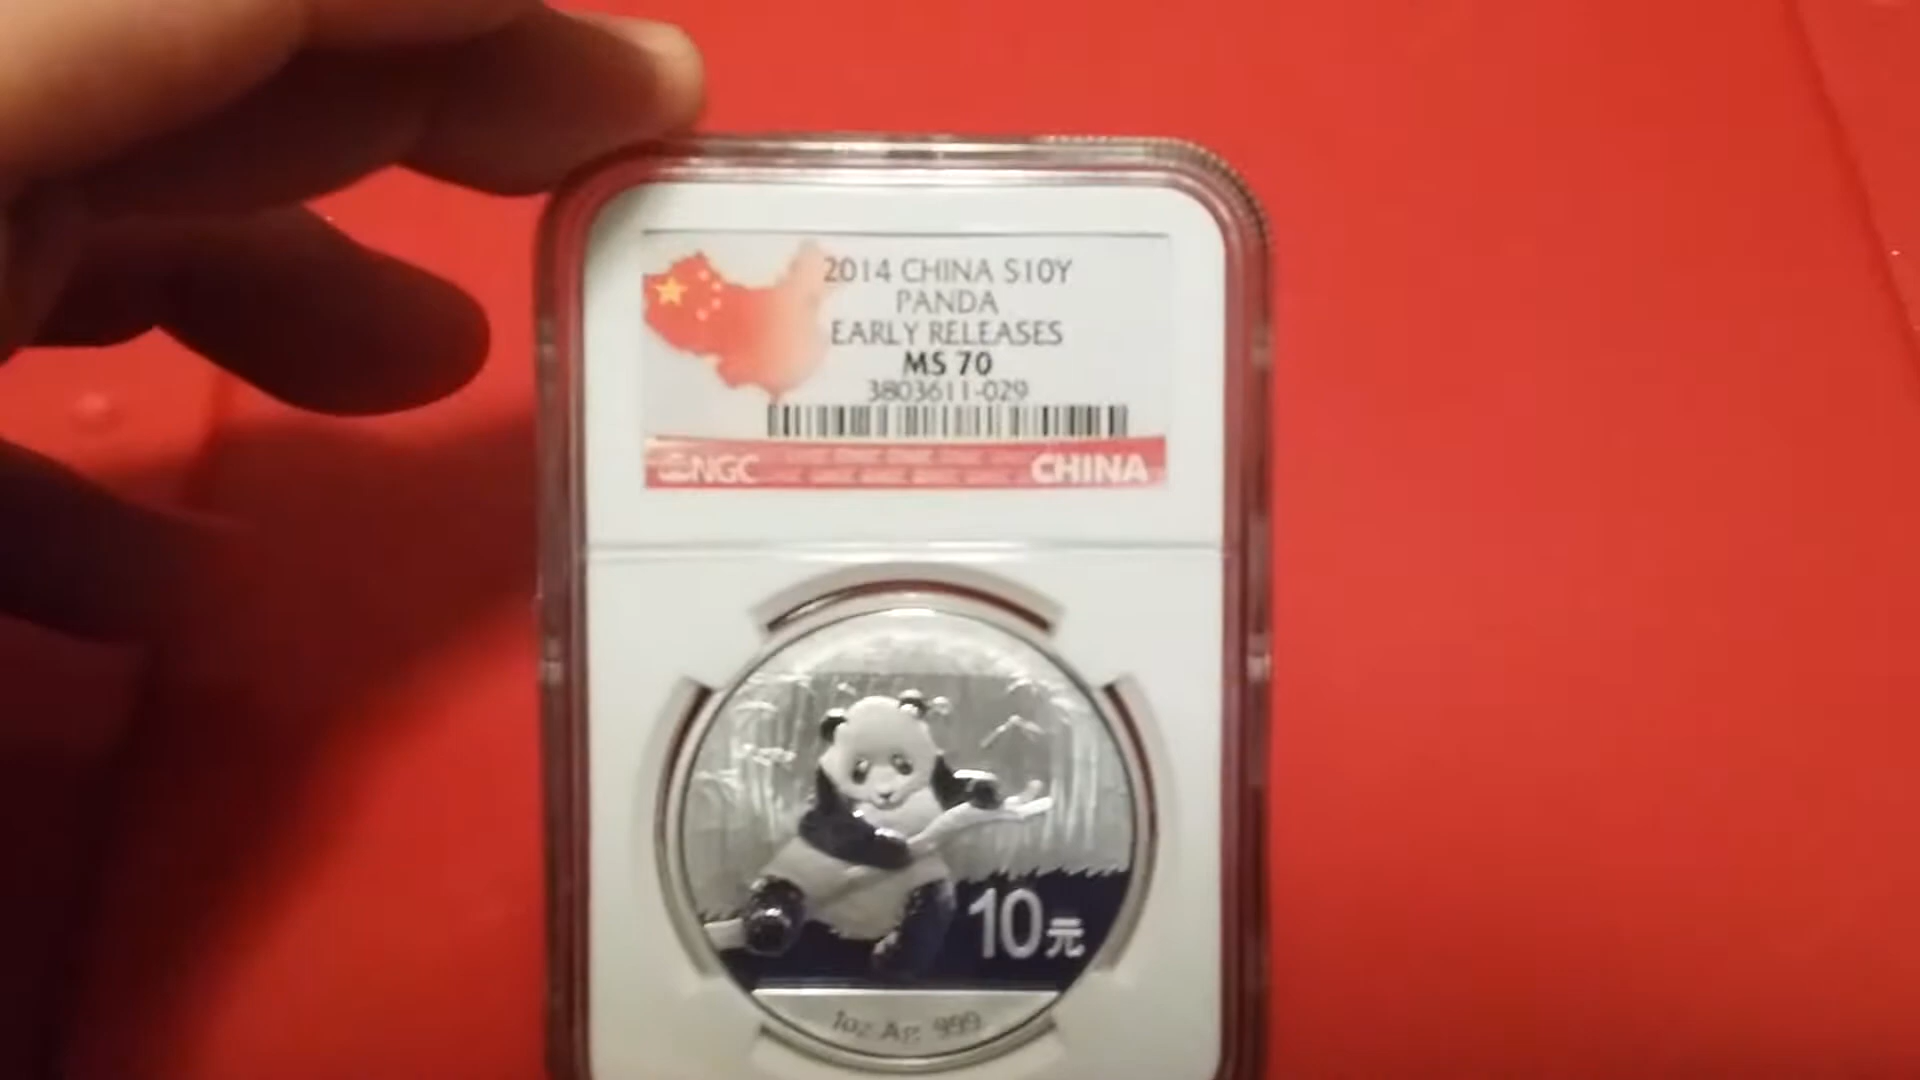 2014 CHINA S10Y
PANDA
EARLY RELEASES
MS 70
3803611-029
NGC
CHINA
10元
1oz Ag .999